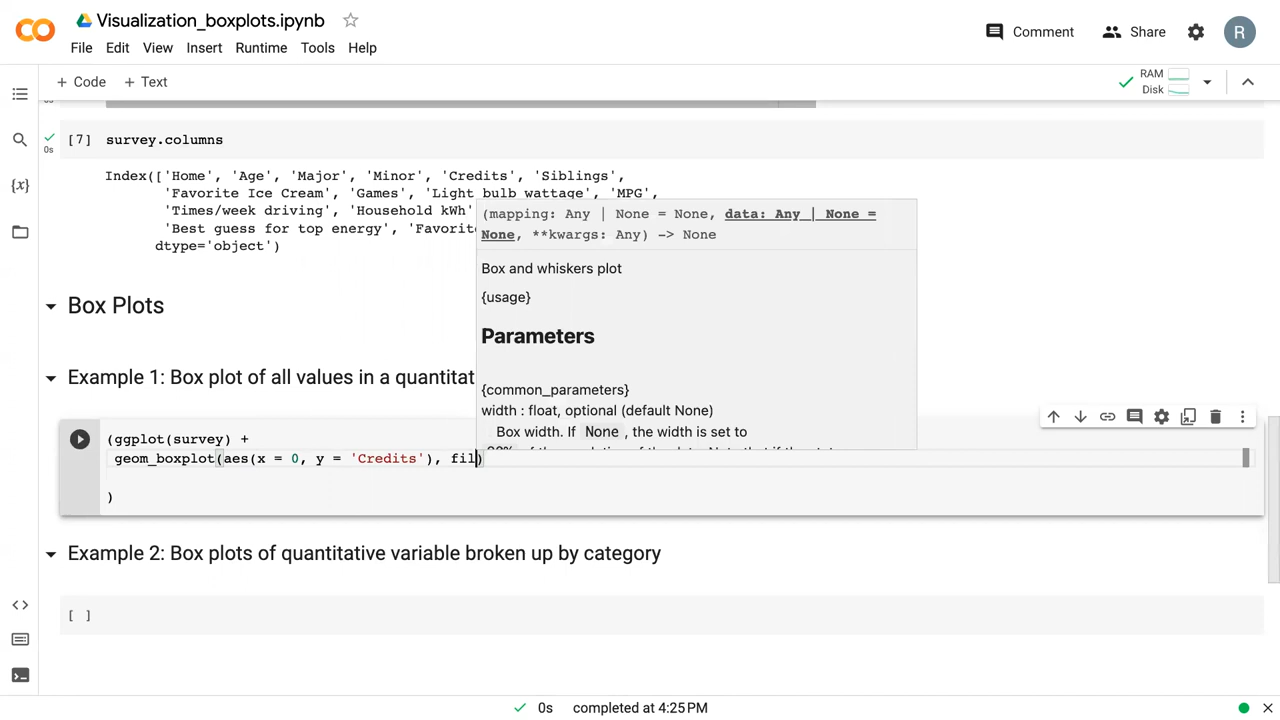 Visualization_boxplots.ipynb
File Edit View Insert Runtime Tools Help
Comment Share R
+ Code + Text
RAM
Disk
0s
[7] survey.columns
0s
Index(['Home', 'Age', 'Major', 'Minor', 'Credits', 'Siblings',
'Favorite Ice Cream', 'Games', 'Light bulb wattage', 'MPG',
'Times/week driving', 'Household kWh'
'Best guess for top energy', 'Favorite
dtype='object')
(mapping: Any | None = None, data: Any | None =
None, **kwargs: Any) -> None
Box and whiskers plot
{usage}
Parameters
{common_parameters}
width : float, optional (default None)
Box width. If None , the width is set to
Box Plots
Example 1: Box plot of all values in a quantitat
(ggplot(survey) +
geom_boxplot(aes(x = 0, y = 'Credits'), fil)
)
Example 2: Box plots of quantitative variable broken up by category
[ ]
{x}
<>
0s completed at 4:25 PM